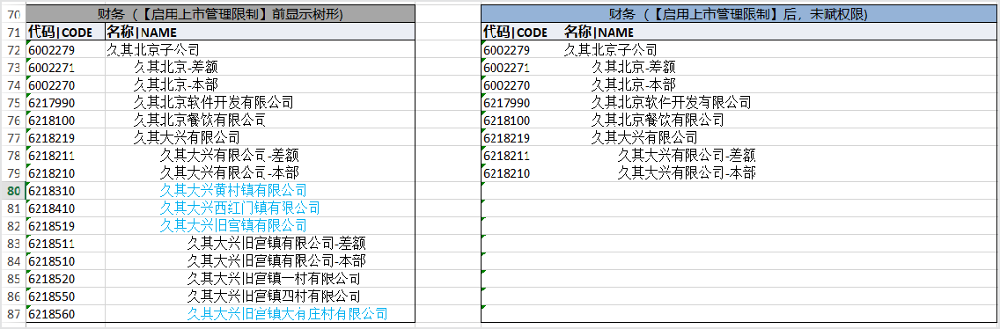 70 财务（【启用上市管理限制】前显示树形) 财务（【启用上市管理限制】后，未赋权限)
71 代码|CODE 名称|NAME 代码|CODE 名称|NAME
72 6002279 久其北京子公司 6002279 久其北京子公司
73 6002271 久其北京-差额 6002271 久其北京-差额
74 6002270 久其北京-本部 6002270 久其北京-本部
75 6217990 久其北京软件开发有限公司 6217990 久其北京软件开发有限公司
76 6218100 久其北京餐饮有限公司 6218100 久其北京餐饮有限公司
77 6218219 久其大兴有限公司 6218219 久其大兴有限公司
78 6218211 久其大兴有限公司-差额 6218211 久其大兴有限公司-差额
79 6218210 久其大兴有限公司-本部 6218210 久其大兴有限公司-本部
80 6218310 久其大兴黄村镇有限公司
81 6218410 久其大兴西红门镇有限公司
82 6218519 久其大兴旧宫镇有限公司
83 6218511 久其大兴旧宫镇有限公司-差额
84 6218510 久其大兴旧宫镇有限公司-本部
85 6218520 久其大兴旧宫镇一村有限公司
86 6218550 久其大兴旧宫镇四村有限公司
87 6218560 久其大兴旧宫镇大有庄村有限公司